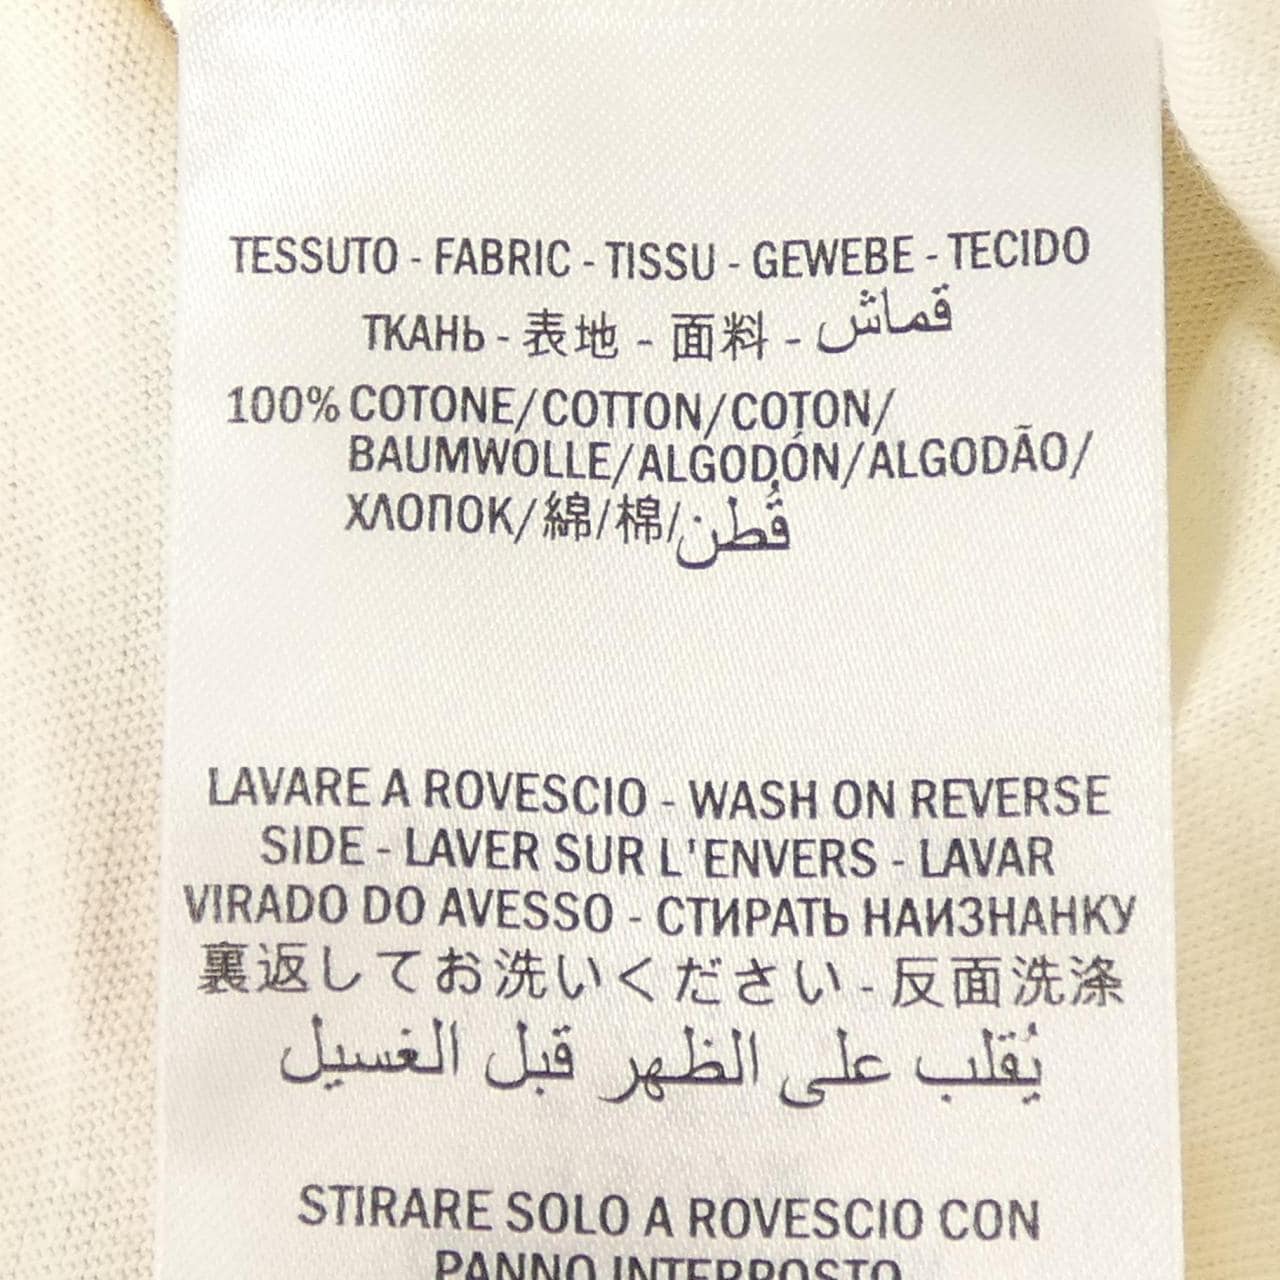 TESSUTO - FABRIC - TISSU - GEWEBE - TECIDO
ТКАНЬ - 表地 - 面料 - قماش
100% COTONE/COTTON/COTON/
BAUMWOLLE/ALGODÓN/ALGODÃO/
ХЛОПОК/綿/棉/قُطن
LAVARE A ROVESCIO - WASH ON REVERSE
SIDE - LAVER SUR L'ENVERS - LAVAR
VIRADO DO AVESSO - СТИРАТЬ НАИЗНАНКУ
裏返してお洗いください - 反面洗涤
يُقلب على الظهر قبل الغسيل
STIRARE SOLO A ROVESCIO CON
PANNO INTERPOSTO